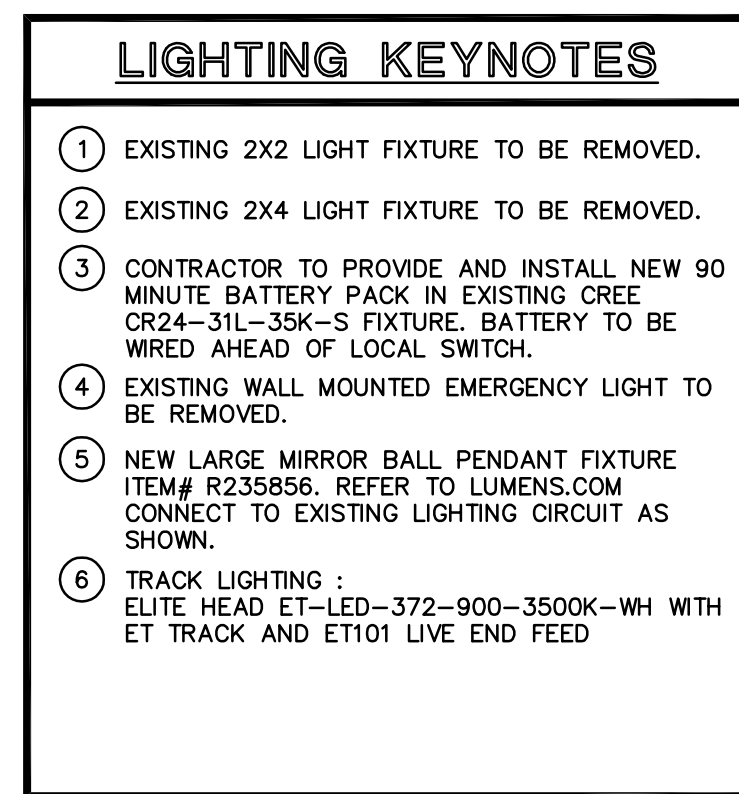 LIGHTING KEYNOTES
1 EXISTING 2X2 LIGHT FIXTURE TO BE REMOVED.
2 EXISTING 2X4 LIGHT FIXTURE TO BE REMOVED.
3 CONTRACTOR TO PROVIDE AND INSTALL NEW 90
MINUTE BATTERY PACK IN EXISTING CREE
CR24-31L-35K-S FIXTURE. BATTERY TO BE
WIRED AHEAD OF LOCAL SWITCH.
4 EXISTING WALL MOUNTED EMERGENCY LIGHT TO
BE REMOVED.
5 NEW LARGE MIRROR BALL PENDANT FIXTURE
ITEM# R235856. REFER TO LUMENS.COM
CONNECT TO EXISTING LIGHTING CIRCUIT AS
SHOWN.
6 TRACK LIGHTING :
ELITE HEAD ET-LED-372-900-3500K-WH WITH
ET TRACK AND ET101 LIVE END FEED